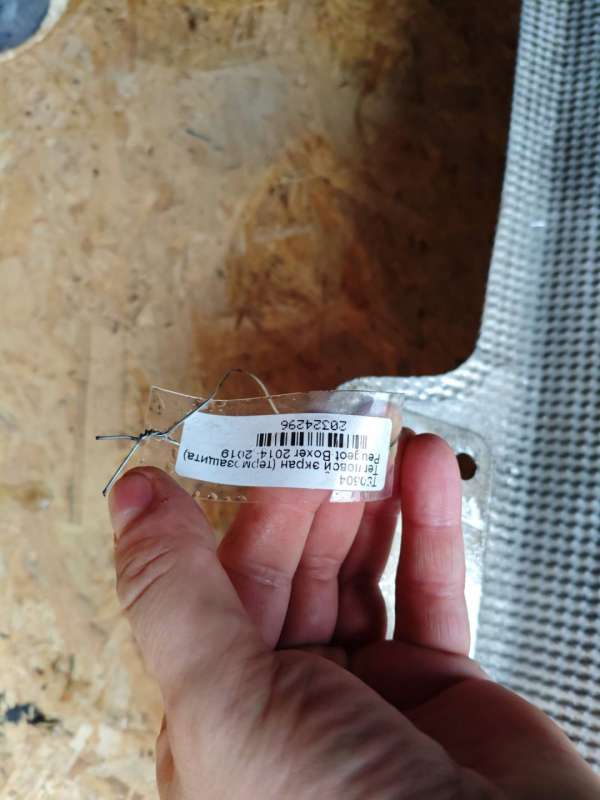 Тепловой экран (термозащита)
Peugeot Boxer 2014-2019
20324296